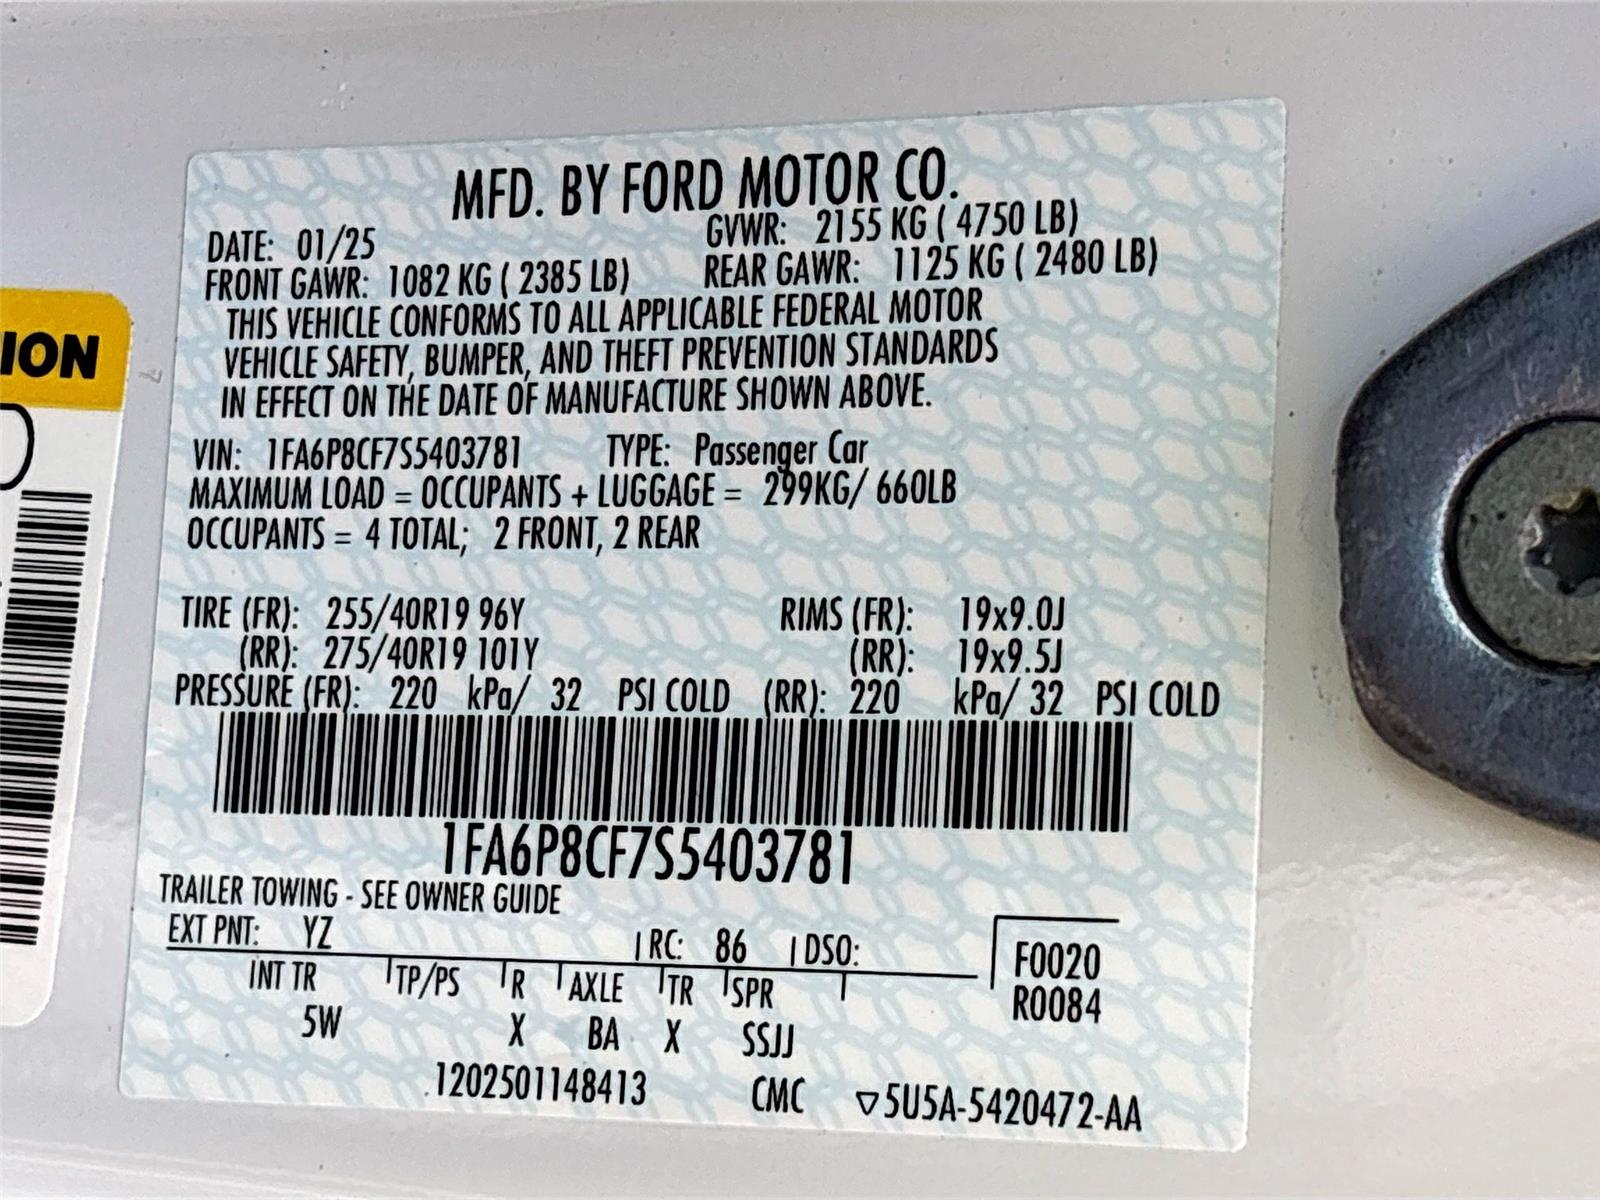 MFD. BY FORD MOTOR CO.
DATE: 01/25 GVWR: 2155 KG ( 4750 LB)
FRONT GAWR: 1082 KG ( 2385 LB) REAR GAWR: 1125 KG ( 2480 LB)
THIS VEHICLE CONFORMS TO ALL APPLICABLE FEDERAL MOTOR
VEHICLE SAFETY, BUMPER, AND THEFT PREVENTION STANDARDS
IN EFFECT ON THE DATE OF MANUFACTURE SHOWN ABOVE.
VIN: 1FA6P8CF7S5403781 TYPE: Passenger Car
MAXIMUM LOAD = OCCUPANTS + LUGGAGE = 299KG/ 660LB
OCCUPANTS = 4 TOTAL; 2 FRONT, 2 REAR
TIRE (FR): 255/40R19 96Y RIMS (FR): 19x9.0J
(RR): 275/40R19 101Y (RR): 19x9.5J
PRESSURE (FR): 220 kPa/ 32 PSI COLD (RR): 220 kPa/ 32 PSI COLD
1FA6P8CF7S5403781
TRAILER TOWING - SEE OWNER GUIDE
EXT PNT: YZ RC: 86 DSO:
INT TR TP/PS R AXLE TR SPR
5W X BA X SSJJ
F0020
R0084
.1202501148413 CMC ▽5U5A-5420472-AA
ION